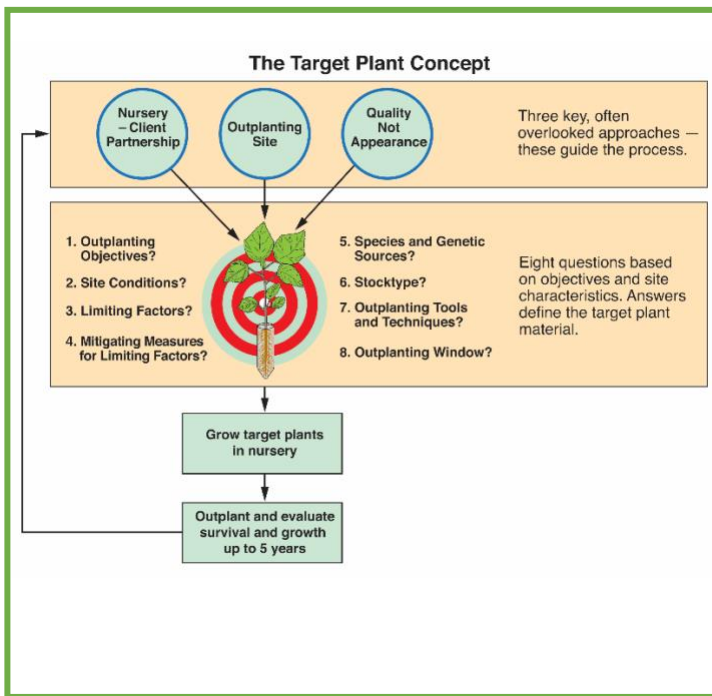 The Target Plant Concept
Nursery
– Client
Partnership
Outplanting
Site
Quality
Not
Appearance
Three key, often
overlooked approaches —
these guide the process.
1. Outplanting
Objectives?
2. Site Conditions?
3. Limiting Factors?
4. Mitigating Measures
for Limiting Factors?
5. Species and Genetic
Sources?
6. Stocktype?
7. Outplanting Tools
and Techniques?
8. Outplanting Window?
Eight questions based
on objectives and site
characteristics. Answers
define the target plant
material.
Grow target plants
in nursery
Outplant and evaluate
survival and growth
up to 5 years